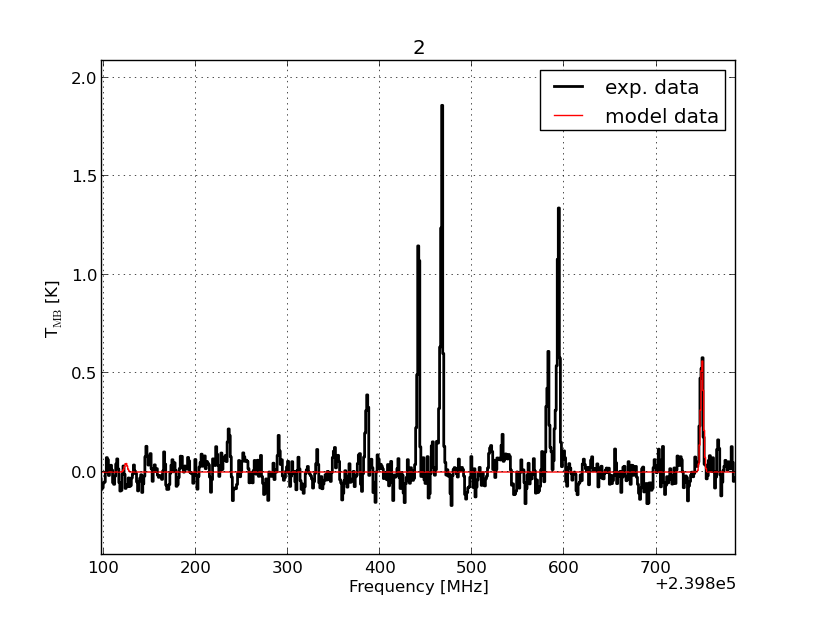 2
exp. data
model data
2.0
1.5
1.0
0.5
0.0
T_MB [K]
100 200 300 400 500 600 700
+2.398e5
Frequency [MHz]